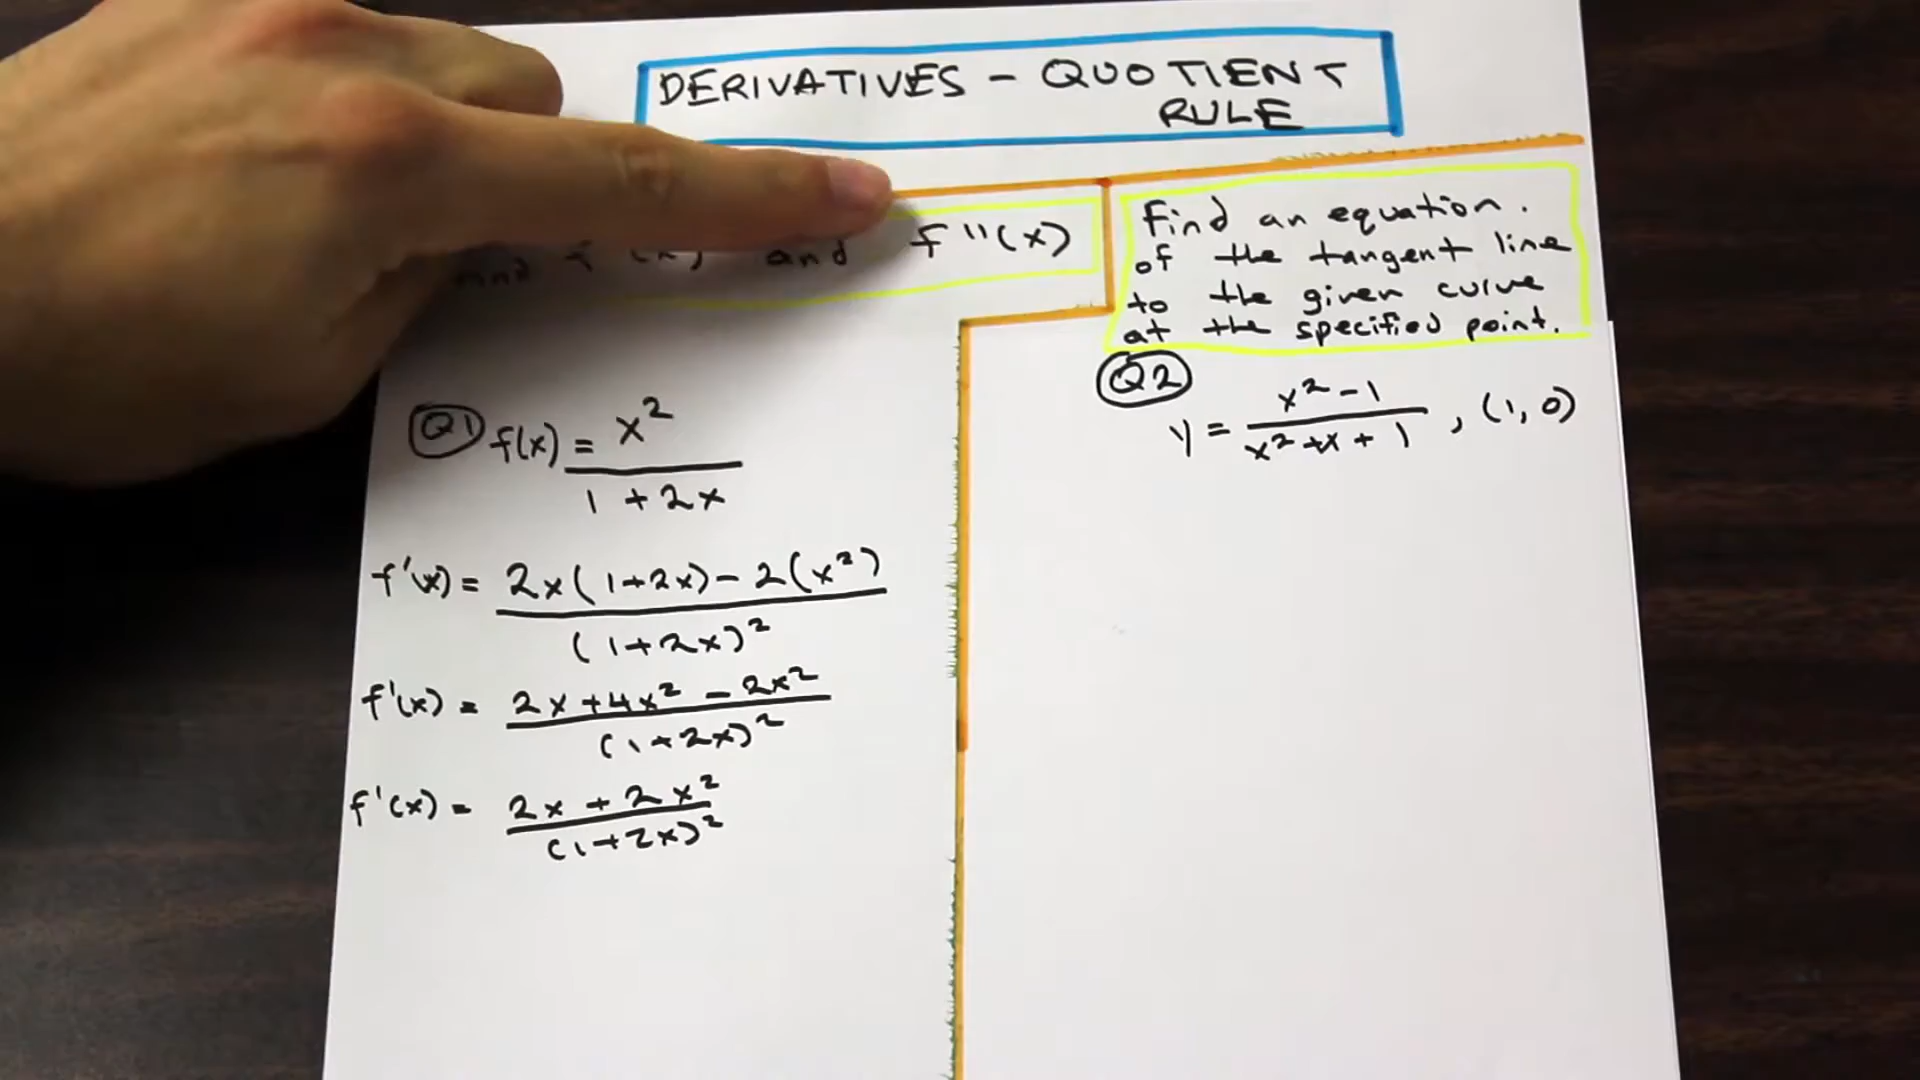 DERIVATIVES - QUOTIENT
RULE
and f''(x)
Find an equation.
of the tangent line
to the given curve
at the specified point.
Q1 f(x) = x²
1 + 2x
f'(x) = 2x(1+2x) - 2(x²)
(1+2x)²
f'(x) = 2x + 4x² - 2x²
(1+2x)²
f'(x) = 2x + 2x²
(1+2x)²
Q2
y = x² - 1 , (1, 0)
x² + x + 1